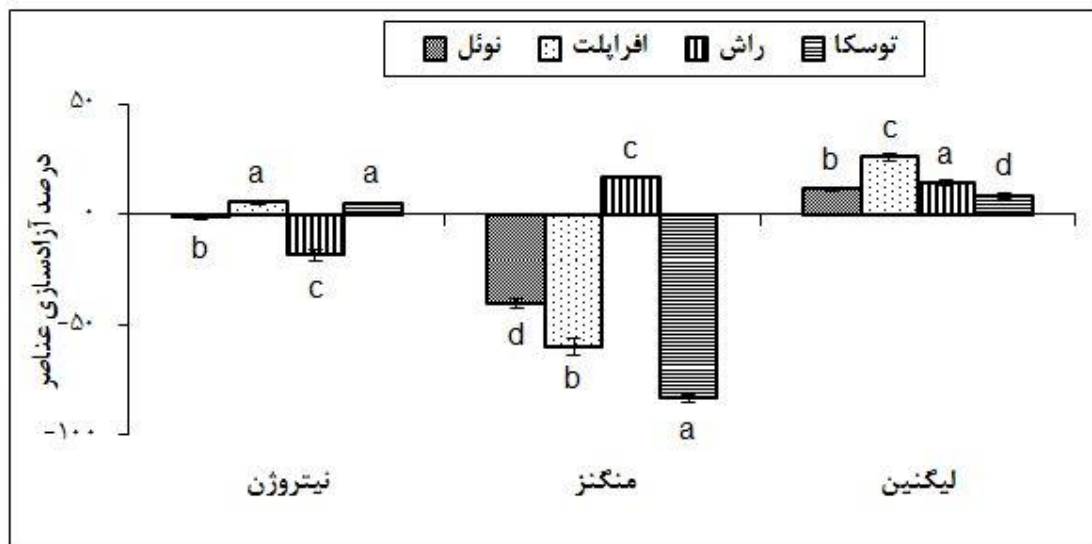 نوئل افراپلت راش توسکا
درصد آزادسازی عناصر
۵۰
۰
-۵۰
-۱۰۰
b a c a
d b c a
b c a d
نیتروژن منگنز لیگنین